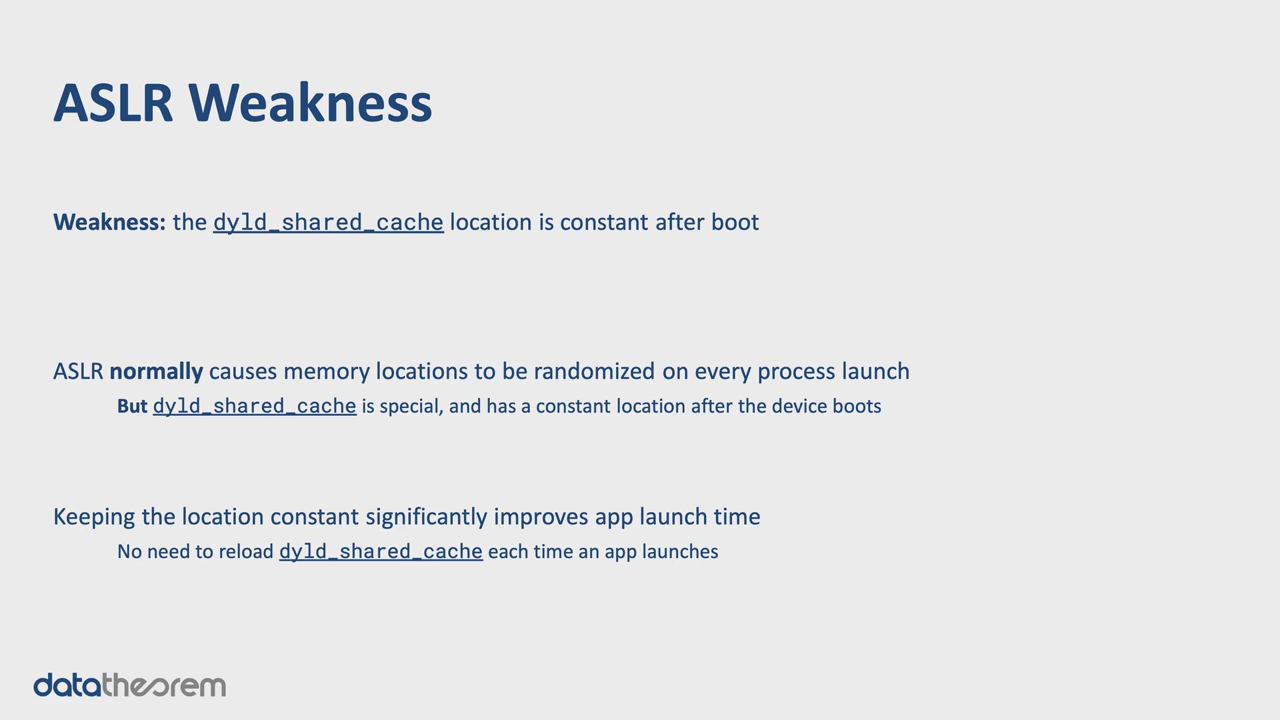 ASLR Weakness
Weakness: the dyld_shared_cache location is constant after boot
ASLR normally causes memory locations to be randomized on every process launch
But dyld_shared_cache is special, and has a constant location after the device boots
Keeping the location constant significantly improves app launch time
No need to reload dyld_shared_cache each time an app launches
datatheorem